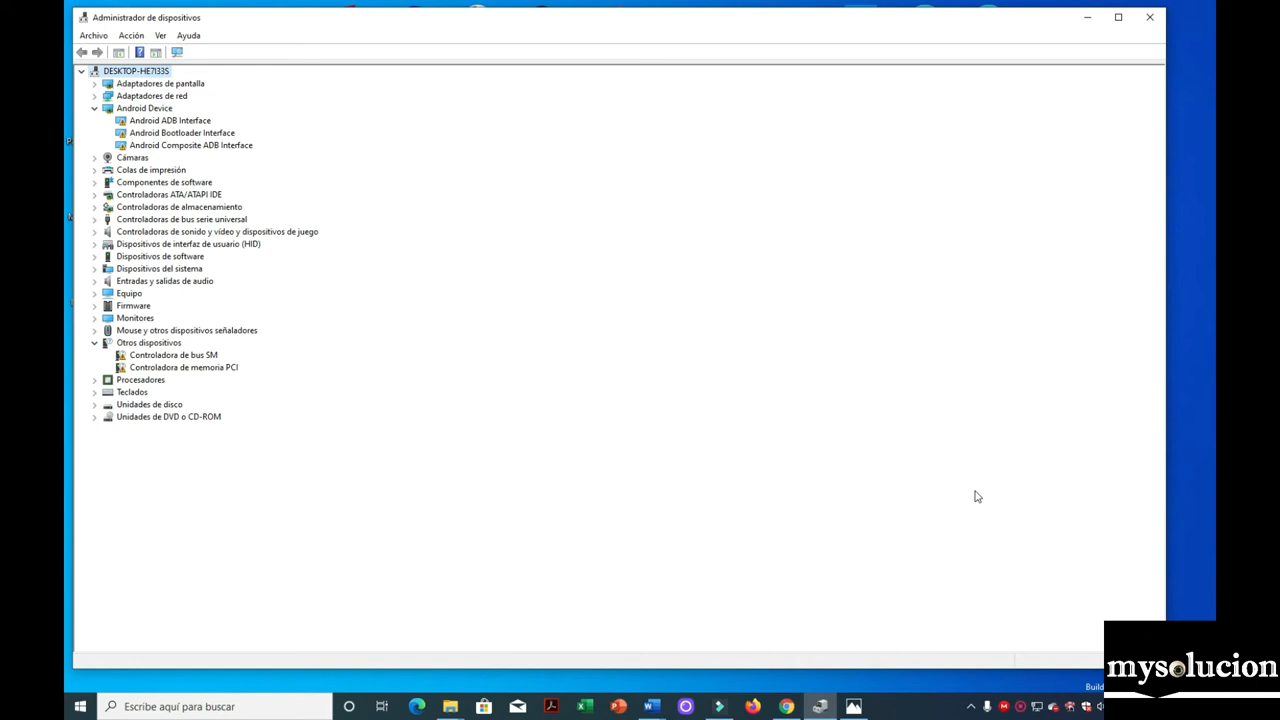 Administrador de dispositivos
Archivo Acción Ver Ayuda
DESKTOP-HE7I33S
Adaptadores de pantalla
Adaptadores de red
Android Device
Android ADB Interface
Android Bootloader Interface
Android Composite ADB Interface
Cámaras
Colas de impresión
Componentes de software
Controladoras ATA/ATAPI IDE
Controladoras de almacenamiento
Controladoras de bus serie universal
Controladoras de sonido y vídeo y dispositivos de juego
Dispositivos de interfaz de usuario (HID)
Dispositivos de software
Dispositivos del sistema
Entradas y salidas de audio
Equipo
Firmware
Monitores
Mouse y otros dispositivos señaladores
Otros dispositivos
Controladora de bus SM
Controladora de memoria PCI
Procesadores
Teclados
Unidades de disco
Unidades de DVD o CD-ROM
mysolucion
Build
Escribe aquí para buscar